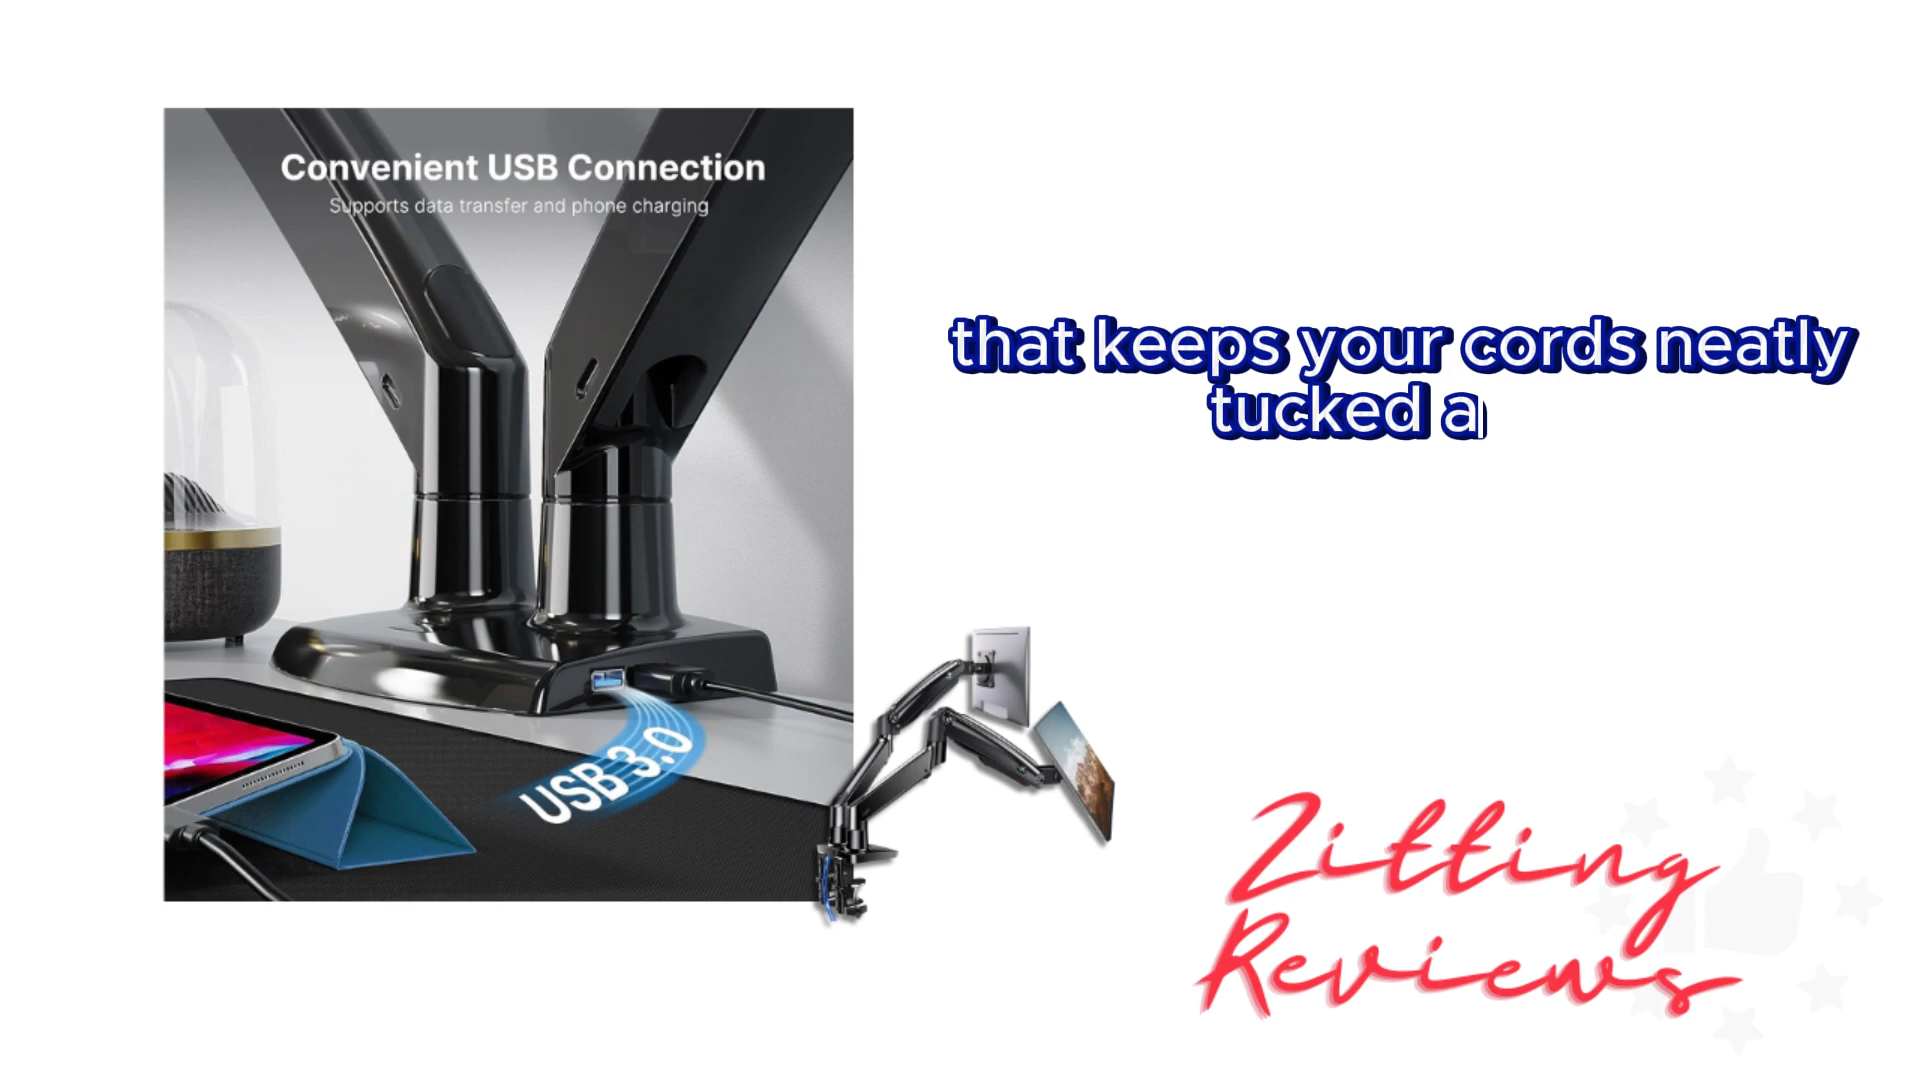 Convenient USB Connection
Supports data transfer and phone charging
that keeps your cords neatly
tucked a
USB 3.0
Zitting
Reviews